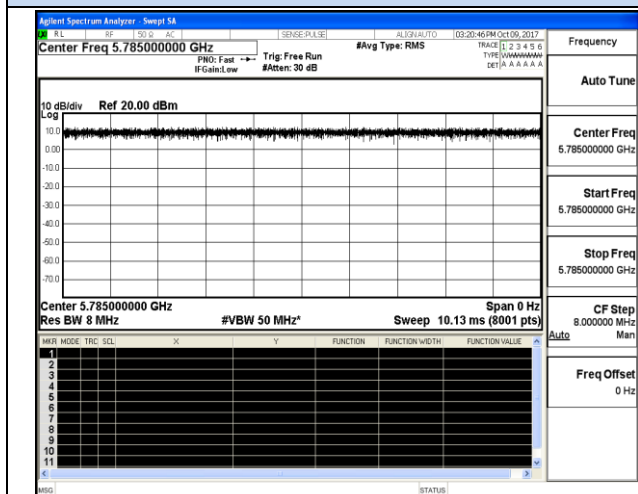 Agilent Spectrum Analyzer - Swept SA
RL RF 50 Ω AC SENSE:PULSE ALIGNAUTO 03:20:46 PM Oct 09, 2017
Center Freq 5.785000000 GHz #Avg Type: RMS TRACE 1 2 3 4 5 6
PNO: Fast Trig: Free Run TYPE WWWWWW
IFGain:Low #Atten: 30 dB DET A A A A A A
Frequency
Auto Tune
10 dB/div Ref 20.00 dBm
Log
10.0
0.00
-10.0
-20.0
-30.0
-40.0
-50.0
-60.0
-70.0
Center Freq
5.785000000 GHz
Start Freq
5.785000000 GHz
Stop Freq
5.785000000 GHz
CF Step
8.000000 MHz
Auto Man
Freq Offset
0 Hz
Center 5.785000000 GHz Span 0 Hz
Res BW 8 MHz #VBW 50 MHz* Sweep 10.13 ms (8001 pts)
MKR MODE TRC SCL X Y FUNCTION FUNCTION WIDTH FUNCTION VALUE
1
2
3
4
5
6
7
8
9
10
11
MSG STATUS